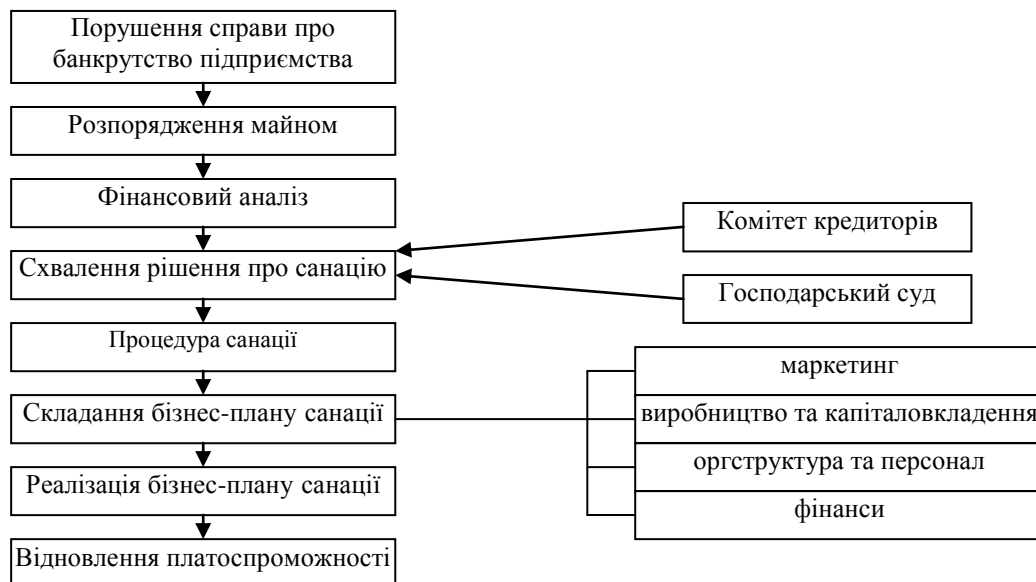 Порушення справи про
банкрутство підприємства
Розпорядження майном
Фінансовий аналіз
Схвалення рішення про санацію
Процедура санації
Складання бізнес-плану санації
Реалізація бізнес-плану санації
Відновлення платоспроможності
Комітет кредиторів
Господарський суд
маркетинг
виробництво та капіталовкладення
оргструктура та персонал
фінанси